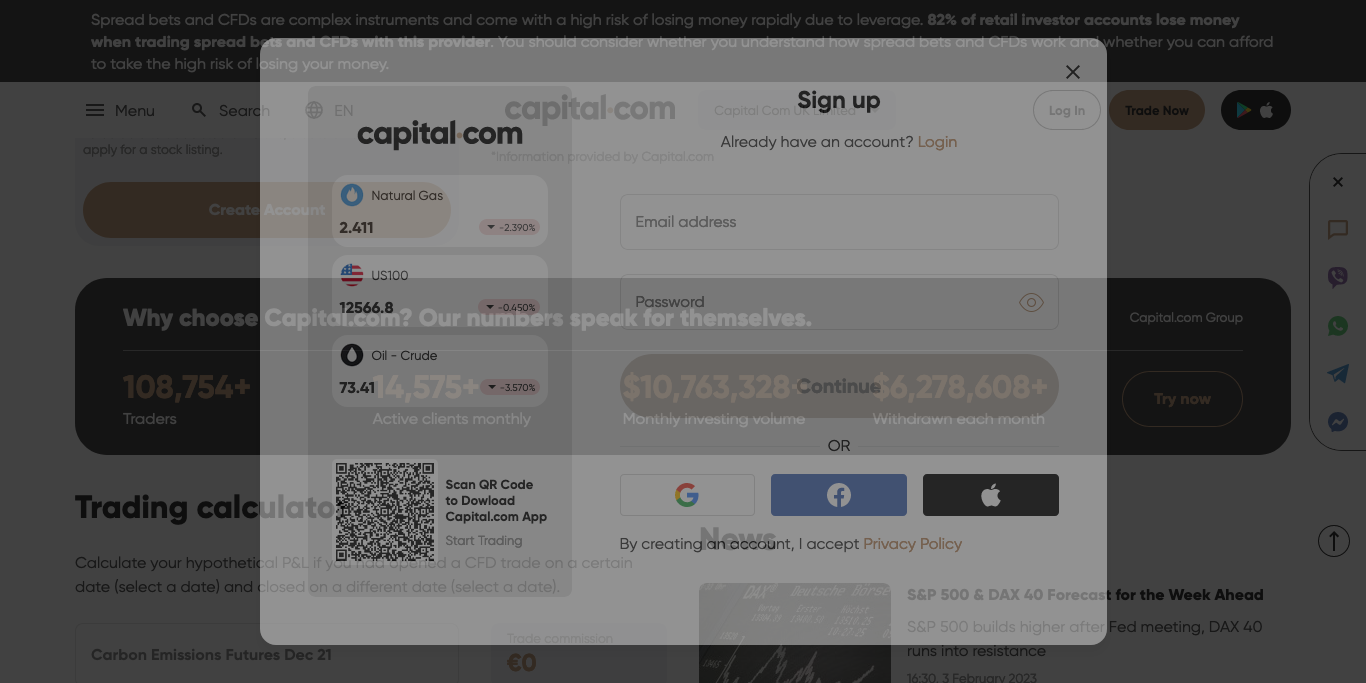 Spread bets and CFDs are complex instruments and come with a high risk of losing money rapidly due to leverage. 82% of retail investor accounts lose money
when trading spread bets and CFDs with this provider. You should consider whether you understand how spread bets and CFDs work and whether you can afford
to take the high risk of losing your money.
Menu
Search
EN
capital.com
Capital Com UK Limited
Log In
Trade Now
apply for a stock listing.
*Information provided by Capital.com
Create Account
Sign up
Already have an account? Login
capital.com
Natural Gas
2.411
-2.390%
US100
12566.8
-0.450%
Oil - Crude
73.41
-3.570%
Scan QR Code
to Dowload
Capital.com App
Start Trading
Email address
Password
Continue
OR
By creating an account, I accept Privacy Policy
Why choose Capital.com? Our numbers speak for themselves.
Capital.com Group
108,754+
Traders
14,575+
Active clients monthly
$10,763,328+
Monthly investing volume
$6,278,608+
Withdrawn each month
Try now
Trading calculator
Calculate your hypothetical P&L if you had opened a CFD trade on a certain
date (select a date) and closed on a different date (select a date).
Carbon Emissions Futures Dec 21
Trade commission
€0
News
DAX
Deutsche Börse
S&P 500 & DAX 40 Forecast for the Week Ahead
S&P 500 builds higher after Fed meeting, DAX 40
runs into resistance
16:30, 3 February 2023